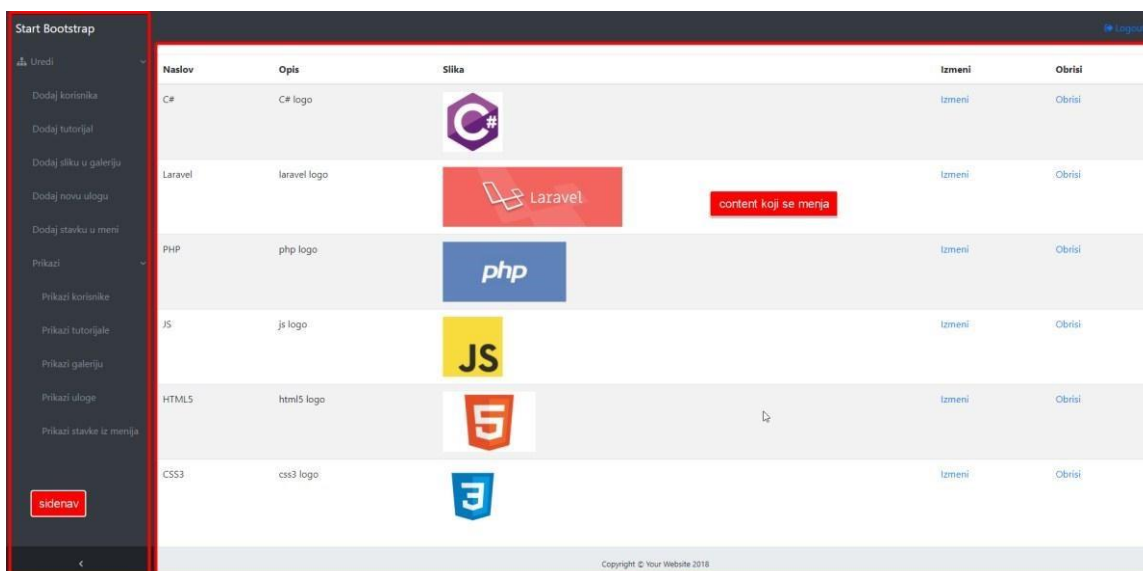 Start Bootstrap
Logout
Uredi
Dodaj korisnika
Dodaj tutorijal
Dodaj sliku u galeriju
Dodaj novu ulogu
Dodaj stavku u meni
Prikazi
Prikazi korisnike
Prikazi tutorijale
Prikazi galeriju
Prikazi uloge
Prikazi stavke iz menija
sidenav
Naslov Opis Slika Izmeni Obrisi
C# C# logo C# Izmeni Obrisi
Laravel laravel logo Laravel Izmeni Obrisi
content koji se menja
PHP php logo php Izmeni Obrisi
JS js logo JS Izmeni Obrisi
HTML5 html5 logo 5 Izmeni Obrisi
CSS3 css3 logo 3 Izmeni Obrisi
Copyright © Your Website 2018